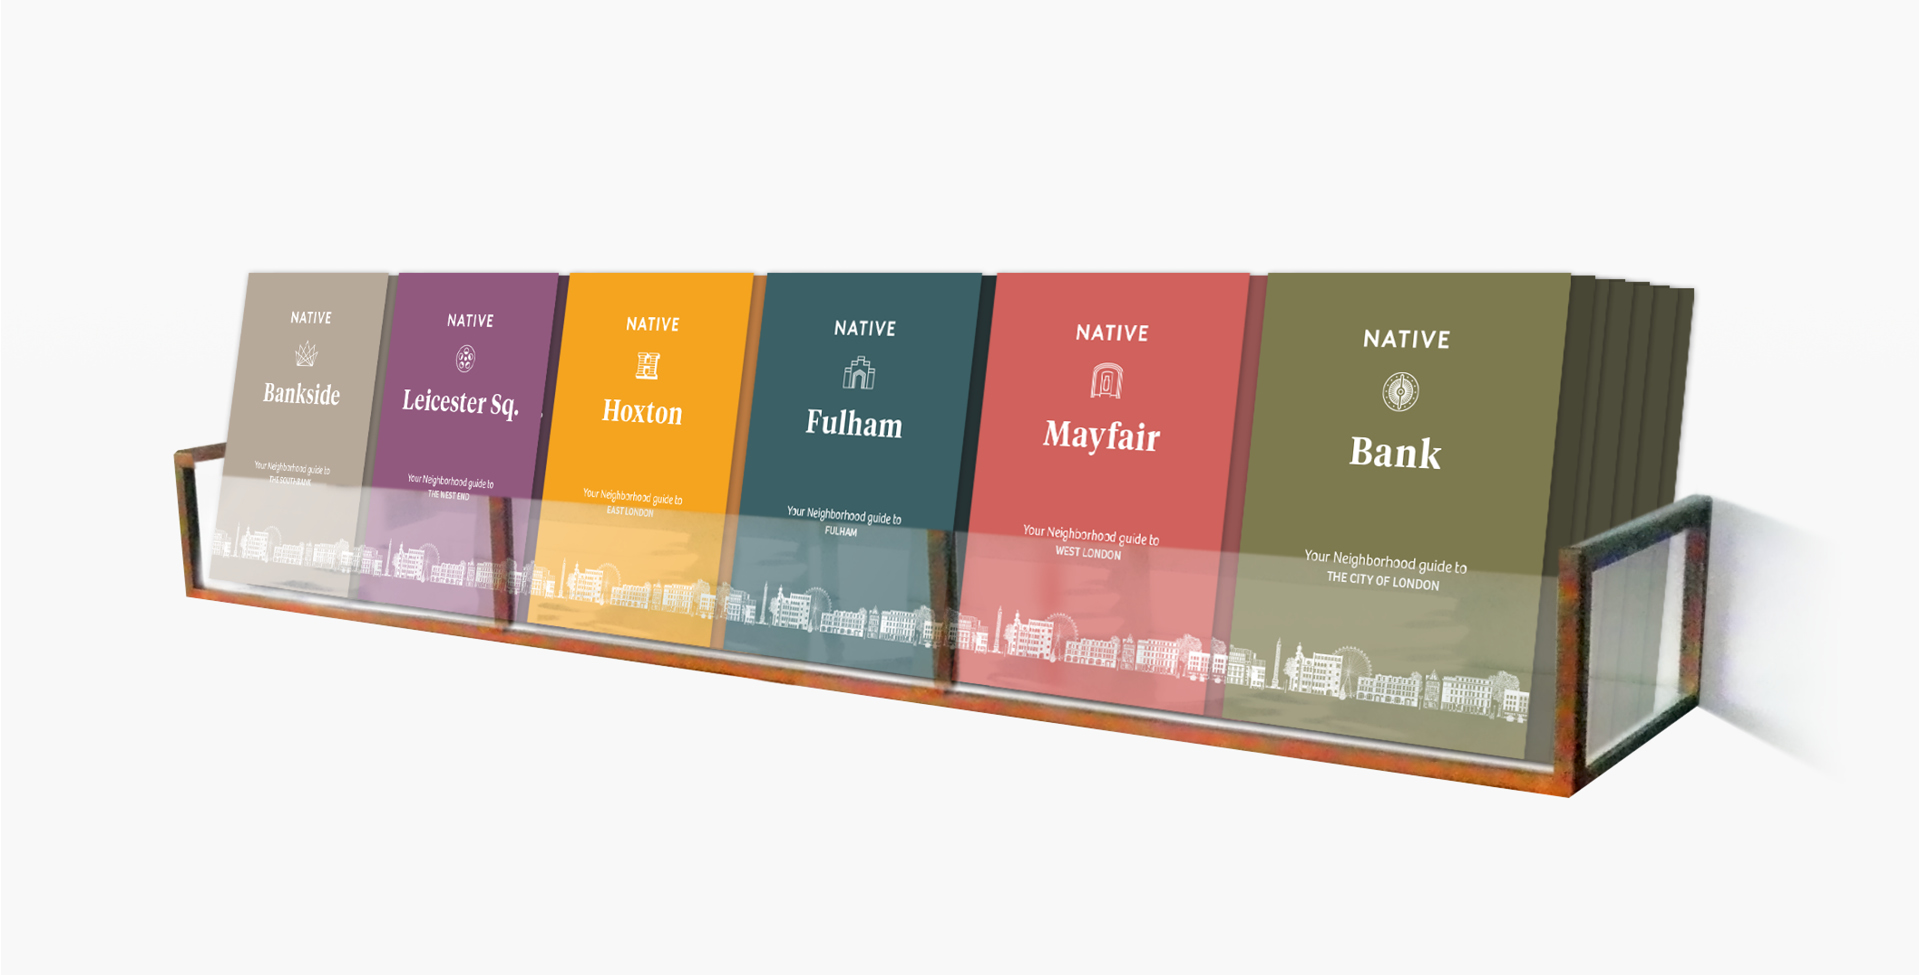 NATIVE
Bankside
Your Neighborhood guide to
THE SOUTHBANK
NATIVE
Leicester Sq.
Your Neighborhood guide to
THE WEST END
NATIVE
H
Hoxton
Your Neighborhood guide to
EAST LONDON
NATIVE
Fulham
Your Neighborhood guide to
FULHAM
NATIVE
Mayfair
Your Neighborhood guide to
WEST LONDON
NATIVE
Bank
Your Neighborhood guide to
THE CITY OF LONDON